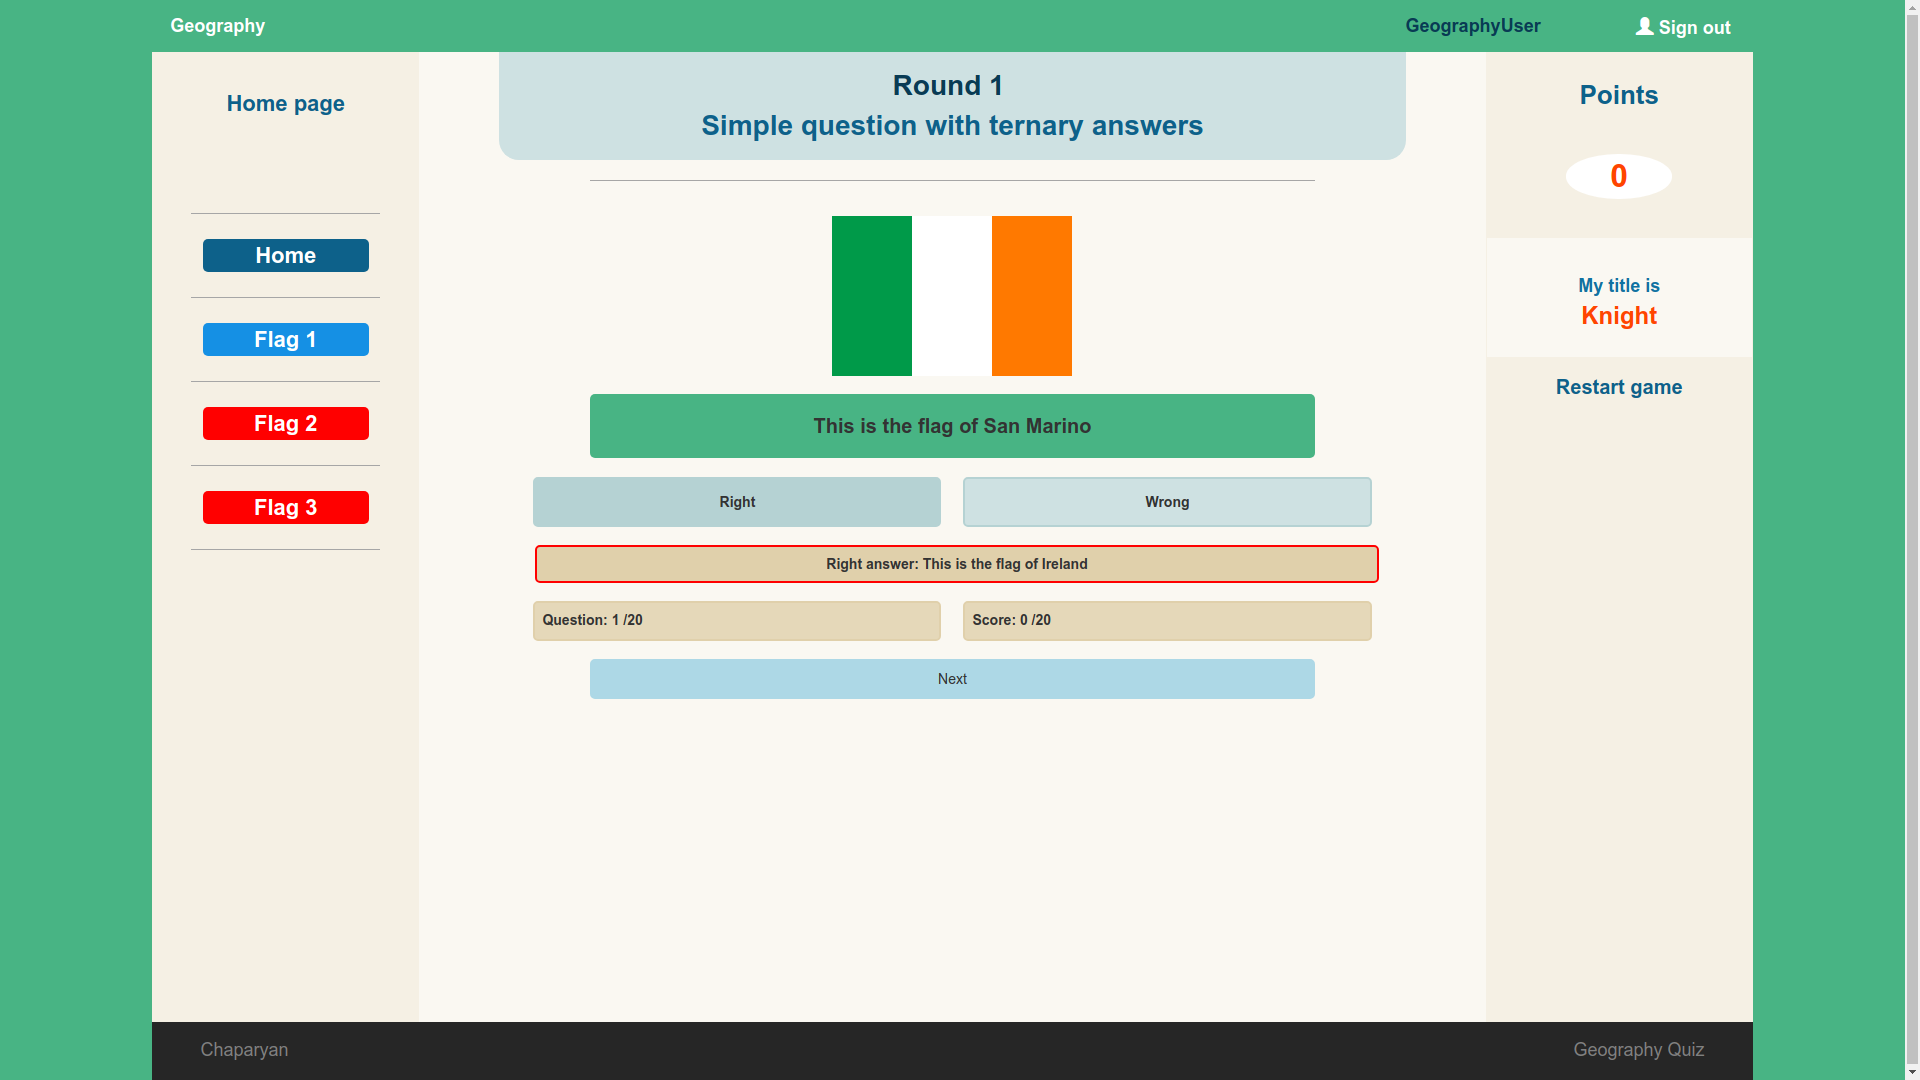 Geography
GeographyUser
Sign out
Home page
Home
Flag 1
Flag 2
Flag 3
Round 1
Simple question with ternary answers
This is the flag of San Marino
Right
Wrong
Right answer: This is the flag of Ireland
Question: 1 /20
Score: 0 /20
Next
Points
0
My title is
Knight
Restart game
Chaparyan
Geography Quiz